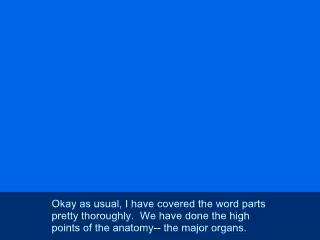 Okay as usual, I have covered the word parts
pretty thoroughly.  We have done the high
points of the anatomy-- the major organs.